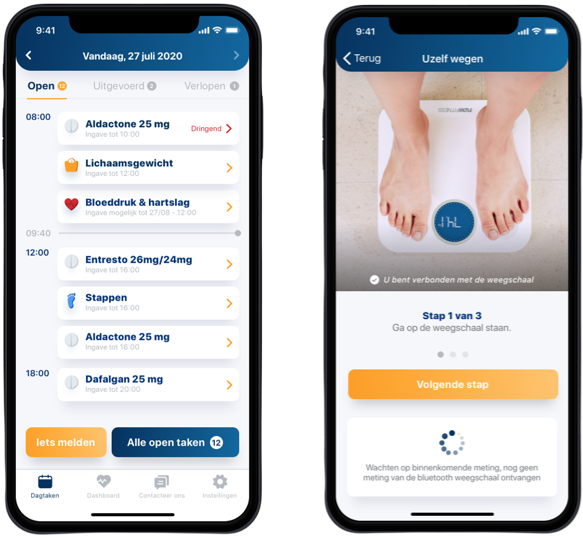 9:41
Vandaag, 27 juli 2020
Open 12
Uitgevoerd 2
Verlopen 1
08:00
Aldactone 25 mg
Ingave tot 10:00
Dringend
Lichaamsgewicht
Ingave tot 12:00
Bloeddruk & hartslag
Ingave mogelijk tot 27/08 - 12:00
09:40
12:00
Entresto 26mg/24mg
Ingave tot 16:00
Stappen
Ingave tot 16:00
Aldactone 25 mg
Ingave tot 16:00
18:00
Dafalgan 25 mg
Ingave tot 20:00
Iets melden
Alle open taken 12
Dagtaken
Dashboard
Contacteer ons
Instellingen
9:41
Terug
Uzelf wegen
U bent verbonden met de weegschaal
Stap 1 van 3
Ga op de weegschaal staan.
Volgende stap
Wachten op binnenkomende meting, nog geen
meting van de bluetooth weegschaal ontvangen